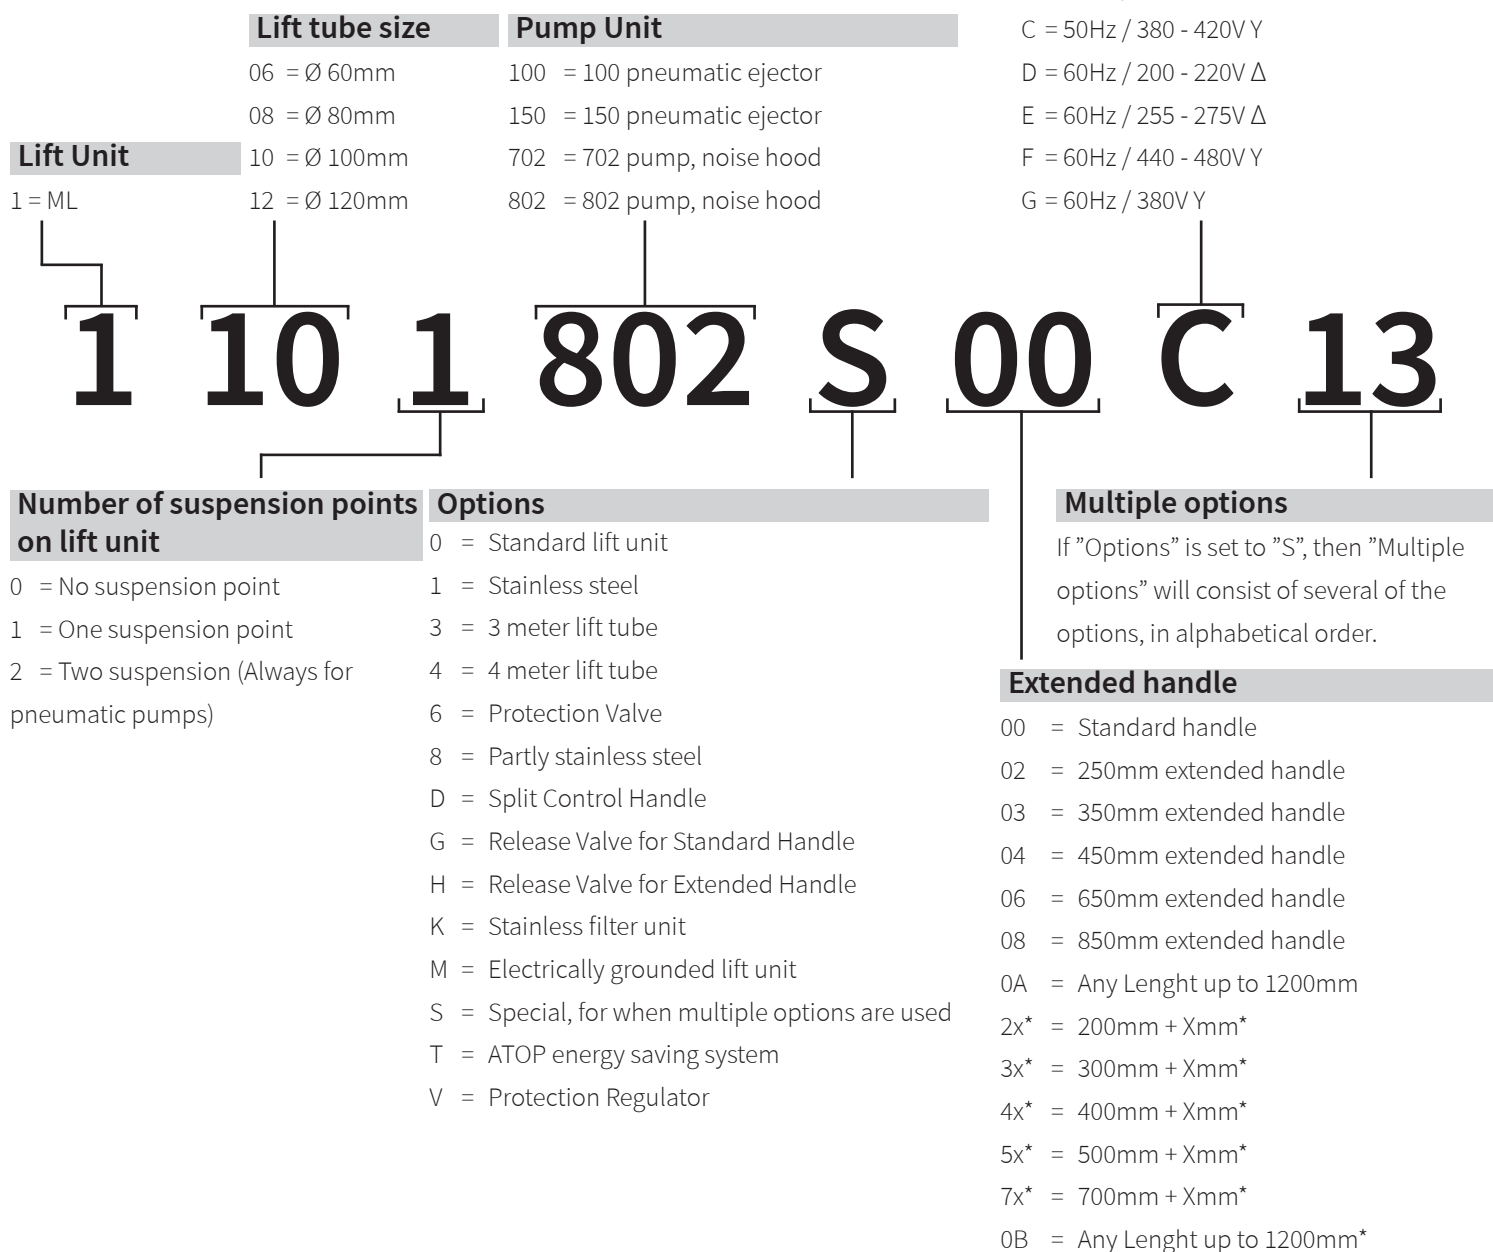 Lift tube size
06 = Ø 60mm
08 = Ø 80mm
10 = Ø 100mm
12 = Ø 120mm
Pump Unit
100 = 100 pneumatic ejector
150 = 150 pneumatic ejector
702 = 702 pump, noise hood
802 = 802 pump, noise hood
C = 50Hz / 380 - 420V Y
D = 60Hz / 200 - 220V Δ
E = 60Hz / 255 - 275V Δ
F = 60Hz / 440 - 480V Y
G = 60Hz / 380V Y
Lift Unit
1 = ML
1 10 1 802 S 00 C 13
Number of suspension points
on lift unit
0 = No suspension point
1 = One suspension point
2 = Two suspension (Always for
pneumatic pumps)
Options
0 = Standard lift unit
1 = Stainless steel
3 = 3 meter lift tube
4 = 4 meter lift tube
6 = Protection Valve
8 = Partly stainless steel
D = Split Control Handle
G = Release Valve for Standard Handle
H = Release Valve for Extended Handle
K = Stainless filter unit
M = Electrically grounded lift unit
S = Special, for when multiple options are used
T = ATOP energy saving system
V = Protection Regulator
Multiple options
If ”Options” is set to ”S”, then ”Multiple
options” will consist of several of the
options, in alphabetical order.
Extended handle
00 = Standard handle
02 = 250mm extended handle
03 = 350mm extended handle
04 = 450mm extended handle
06 = 650mm extended handle
08 = 850mm extended handle
0A = Any Lenght up to 1200mm
2x* = 200mm + Xmm*
3x* = 300mm + Xmm*
4x* = 400mm + Xmm*
5x* = 500mm + Xmm*
7x* = 700mm + Xmm*
0B = Any Lenght up to 1200mm*